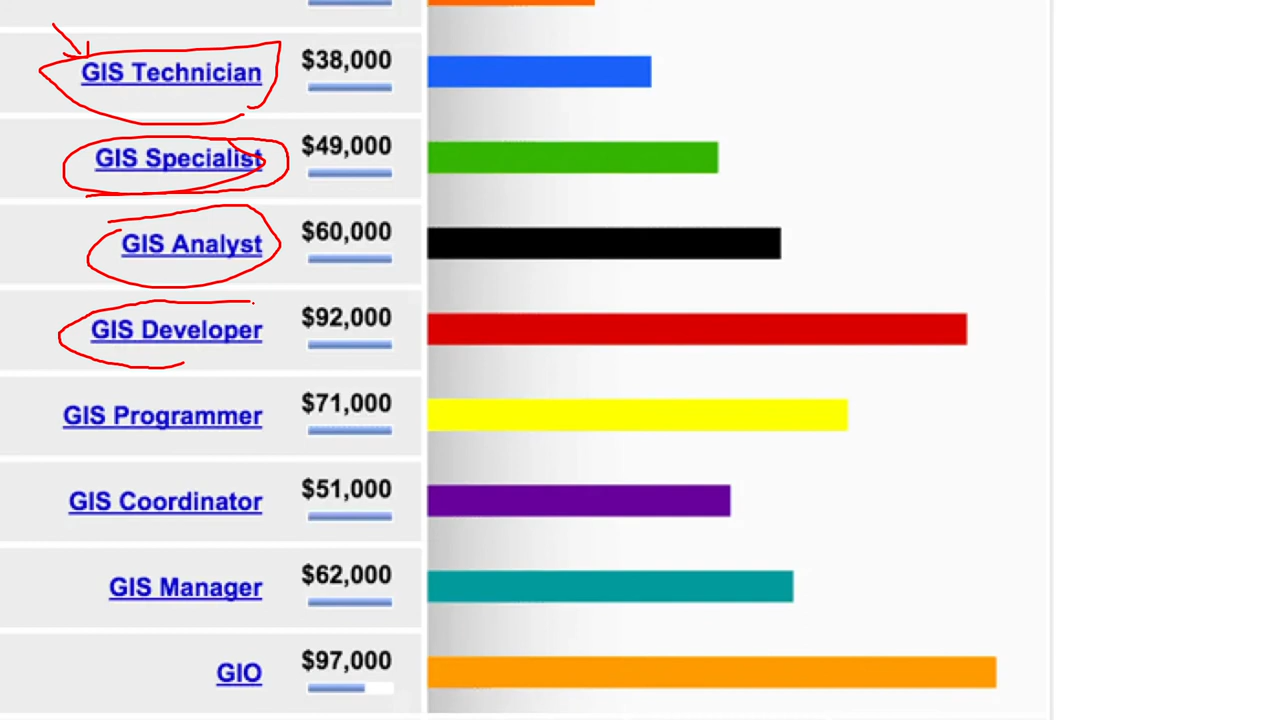 GIS Technician $38,000
GIS Specialist $49,000
GIS Analyst $60,000
GIS Developer $92,000
GIS Programmer $71,000
GIS Coordinator $51,000
GIS Manager $62,000
GIO $97,000